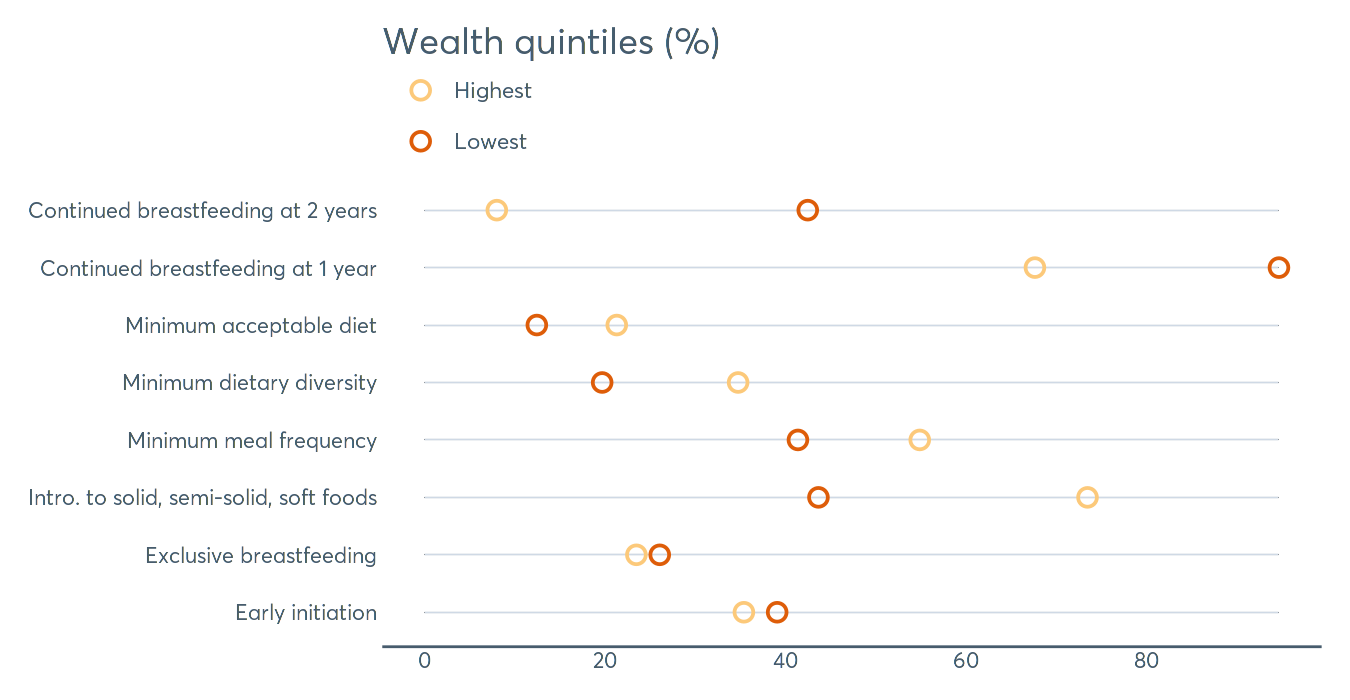 Wealth quintiles (%)
Highest
Lowest
Continued breastfeeding at 2 years
Continued breastfeeding at 1 year
Minimum acceptable diet
Minimum dietary diversity
Minimum meal frequency
Intro. to solid, semi-solid, soft foods
Exclusive breastfeeding
Early initiation
0 20 40 60 80